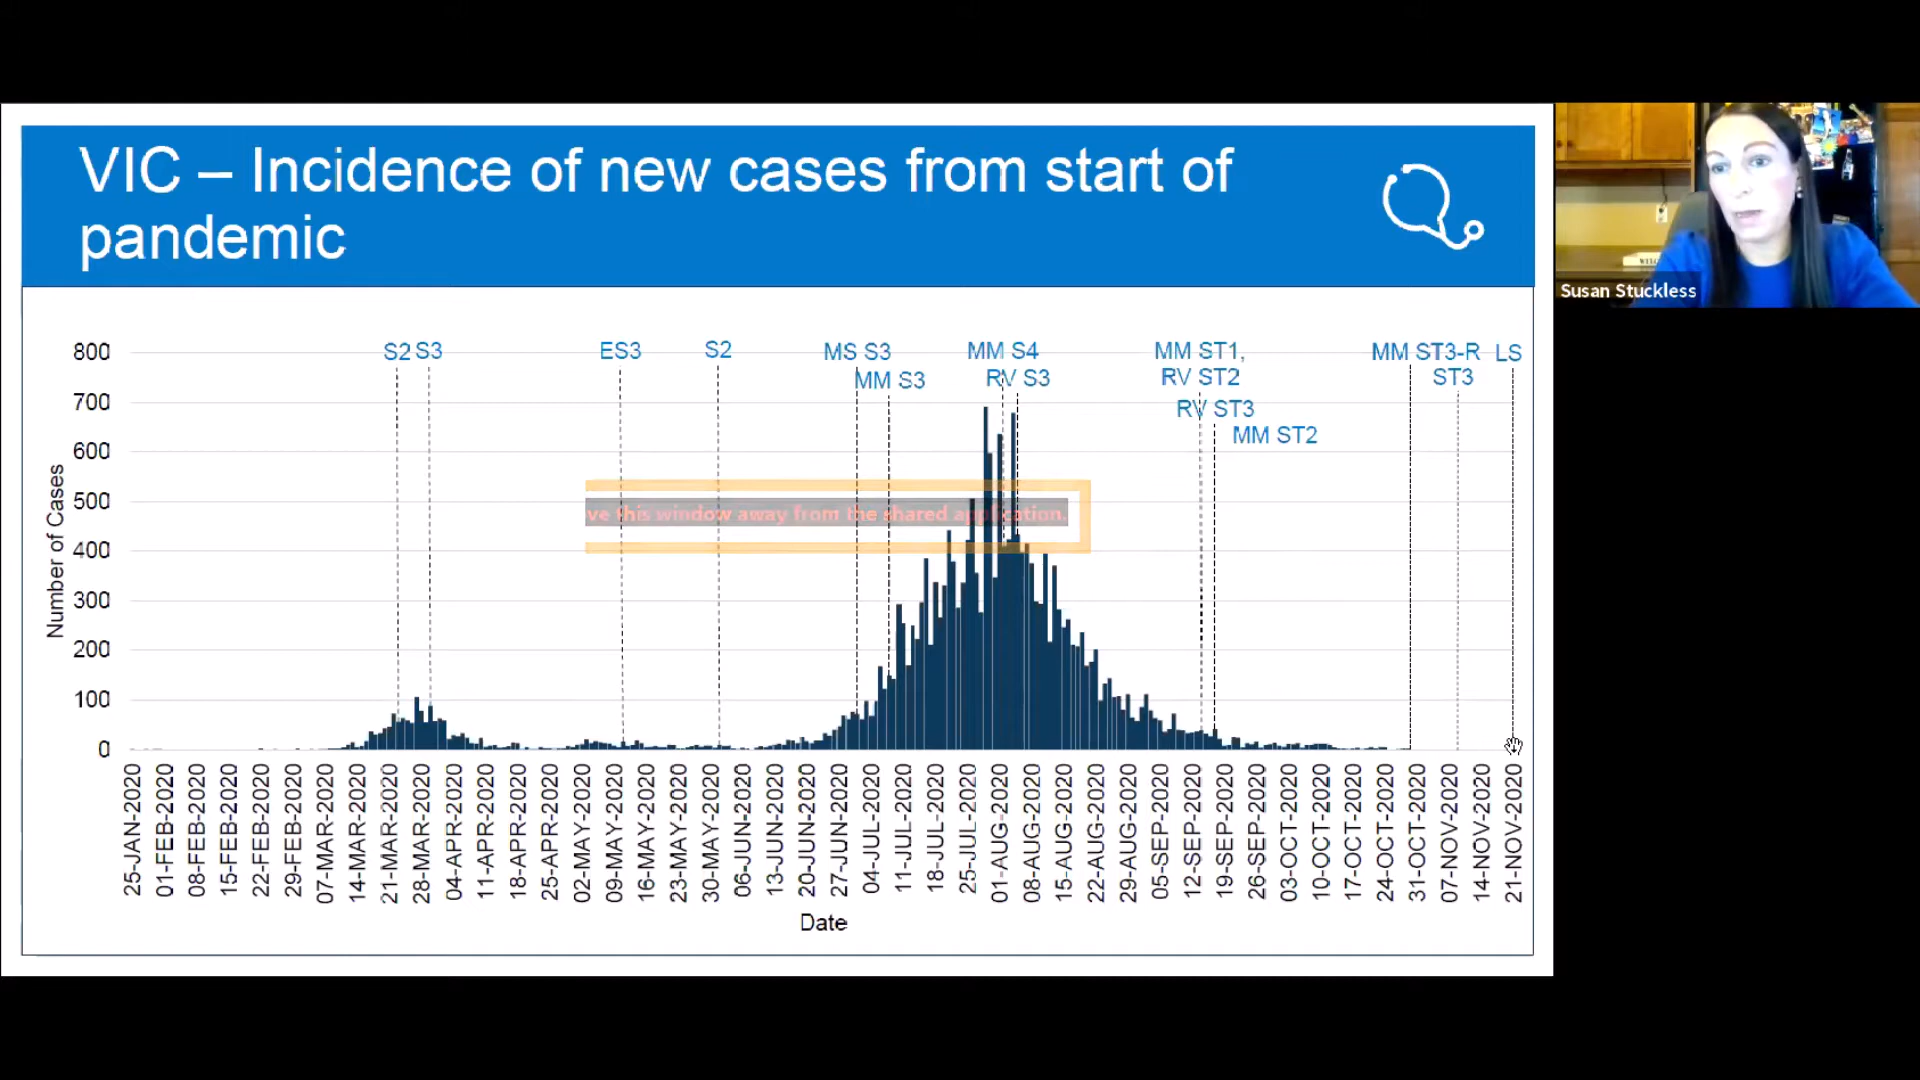 VIC – Incidence of new cases from start of
pandemic
Susan Stuckless
800
700
600
500
400
300
200
100
0
Number of Cases
S2 S3
ES3
S2
MS S3
MM S3
MM S4
RV S3
MM ST1,
RV ST2
RV ST3
MM ST2
MM ST3-R
ST3
LS
ve this window away from the shared application.
25-JAN-2020
01-FEB-2020
08-FEB-2020
15-FEB-2020
22-FEB-2020
29-FEB-2020
07-MAR-2020
14-MAR-2020
21-MAR-2020
28-MAR-2020
04-APR-2020
11-APR-2020
18-APR-2020
25-APR-2020
02-MAY-2020
09-MAY-2020
16-MAY-2020
23-MAY-2020
30-MAY-2020
06-JUN-2020
13-JUN-2020
20-JUN-2020
27-JUN-2020
04-JUL-2020
11-JUL-2020
18-JUL-2020
25-JUL-2020
01-AUG-2020
08-AUG-2020
15-AUG-2020
22-AUG-2020
29-AUG-2020
05-SEP-2020
12-SEP-2020
19-SEP-2020
26-SEP-2020
03-OCT-2020
10-OCT-2020
17-OCT-2020
24-OCT-2020
31-OCT-2020
07-NOV-2020
14-NOV-2020
21-NOV-2020
Date